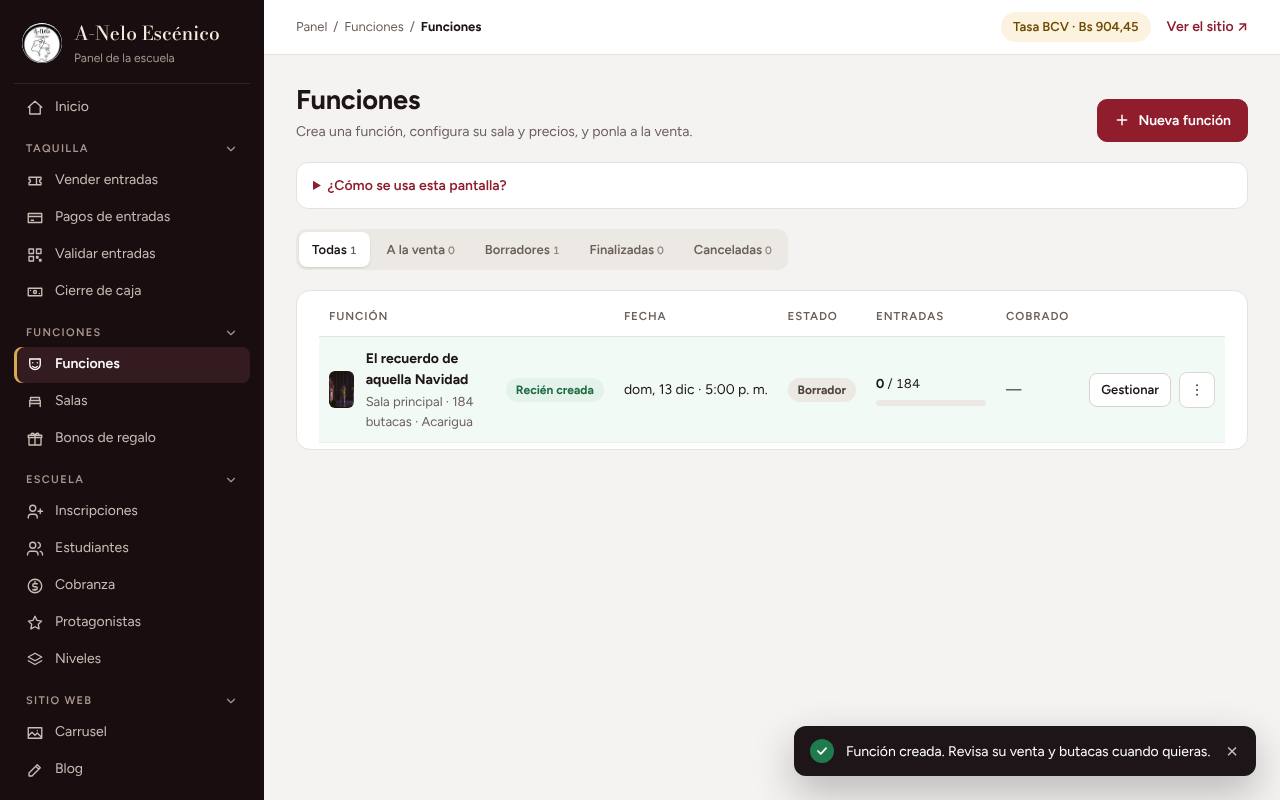 A-Nelo Escénico
Panel de la escuela
Inicio
TAQUILLA
Vender entradas
Pagos de entradas
Validar entradas
Cierre de caja
FUNCIONES
Funciones
Salas
Bonos de regalo
ESCUELA
Inscripciones
Estudiantes
Cobranza
Protagonistas
Niveles
SITIO WEB
Carrusel
Blog
Panel / Funciones / Funciones
Tasa BCV · Bs 904,45
Ver el sitio
Funciones
Crea una función, configura su sala y precios, y ponla a la venta.
Nueva función
¿Cómo se usa esta pantalla?
Todas 1 A la venta 0 Borradores 1 Finalizadas 0 Canceladas 0
FUNCIÓN FECHA ESTADO ENTRADAS COBRADO
El recuerdo de
aquella Navidad
Sala principal · 184
butacas · Acarigua
Recién creada
dom, 13 dic · 5:00 p. m.
Borrador
0 / 184
—
Gestionar
Función creada. Revisa su venta y butacas cuando quieras.